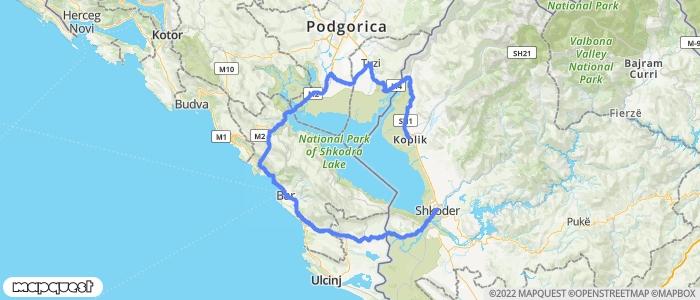 Herceg
Novi
Kotor
Budva
M10
M1
M2
M2
Podgorica
Tuzi
M4
SH1
Koplik
National Park
of Shkodra
Lake
Bar
Ulcinj
Shkoder
SH21
National Park
Valbona
Valley
National
Park
Bajram
Curri
M-9
Fierzë
Pukë
mapquest
©2022 MAPQUEST ©OPENSTREETMAP ©MAPBOX